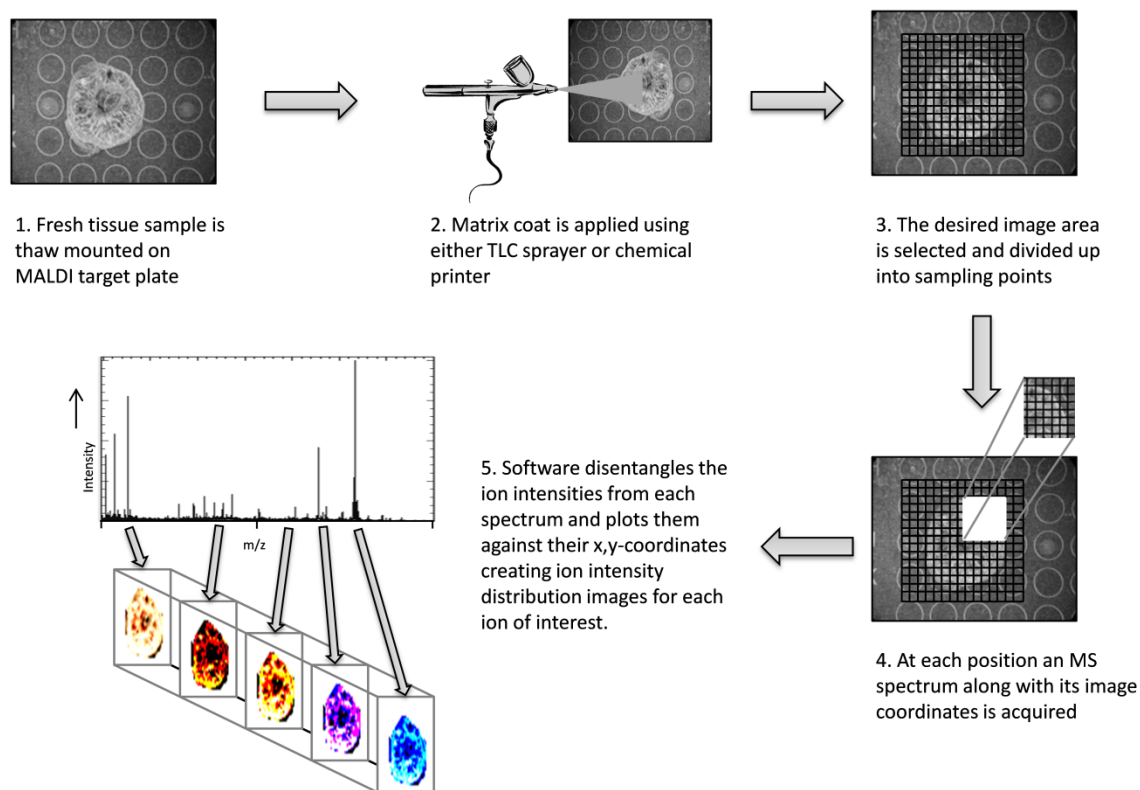 1. Fresh tissue sample is
thaw mounted on
MALDI target plate
2. Matrix coat is applied using
either TLC sprayer or chemical
printer
3. The desired image area
is selected and divided up
into sampling points
4. At each position an MS
spectrum along with its image
coordinates is acquired
5. Software disentangles the
ion intensities from each
spectrum and plots them
against their x,y-coordinates
creating ion intensity
distribution images for each
ion of interest.
Intensity
m/z